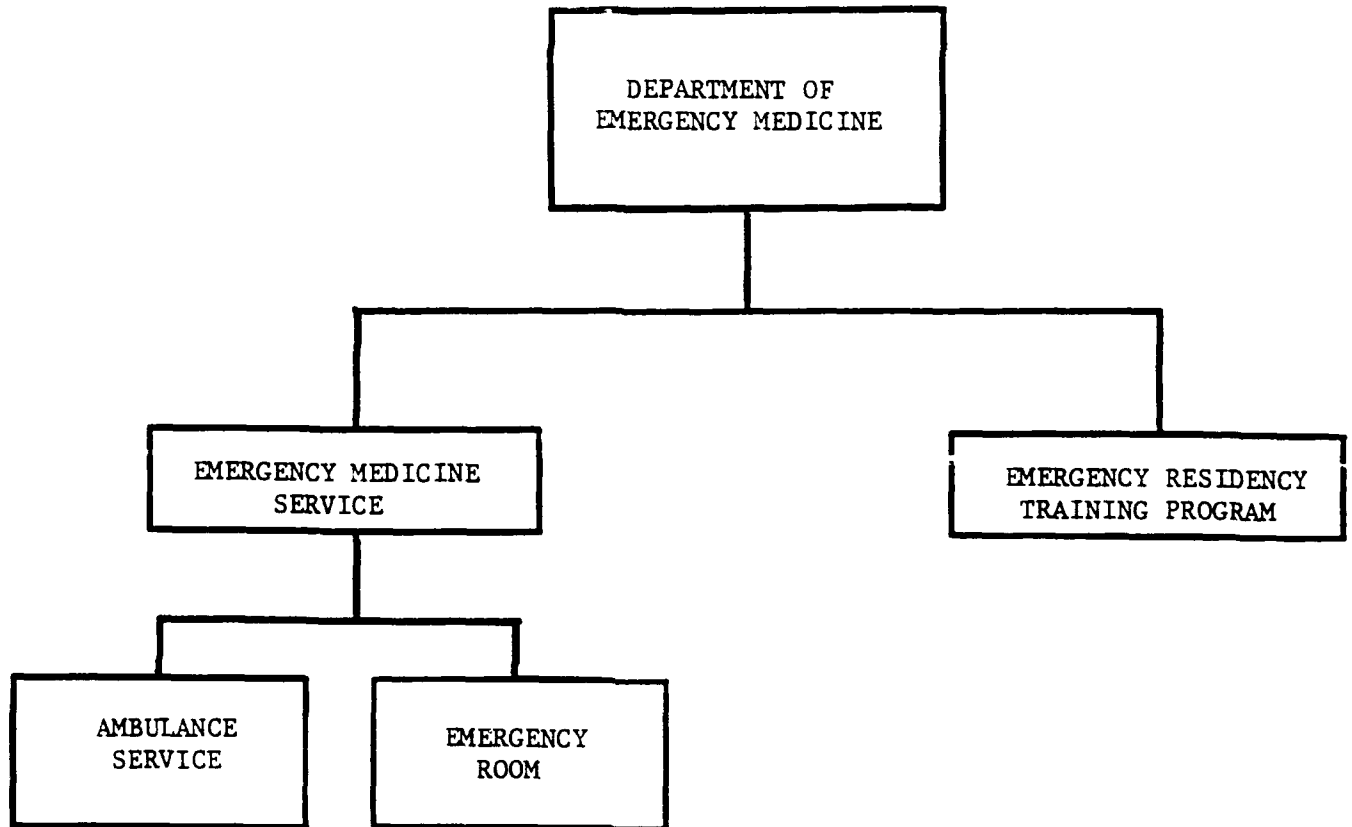 DEPARTMENT OF
EMERGENCY MEDICINE
EMERGENCY MEDICINE
SERVICE
EMERGENCY RESIDENCY
TRAINING PROGRAM
AMBULANCE
SERVICE
EMERGENCY
ROOM